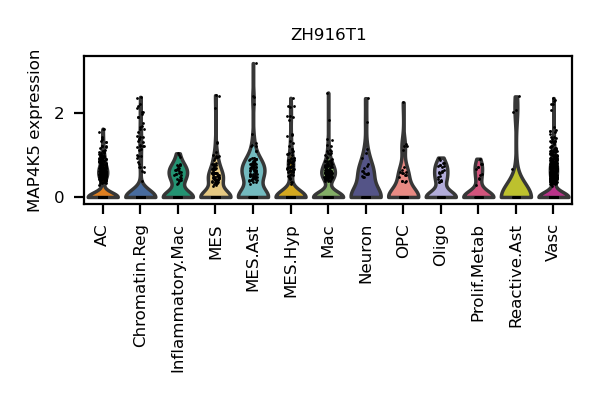 ZH916T1
MAP4K5 expression
2
0
AC
Chromatin.Reg
Inflammatory.Mac
MES
MES.Ast
MES.Hyp
Mac
Neuron
OPC
Oligo
Prolif.Metab
Reactive.Ast
Vasc